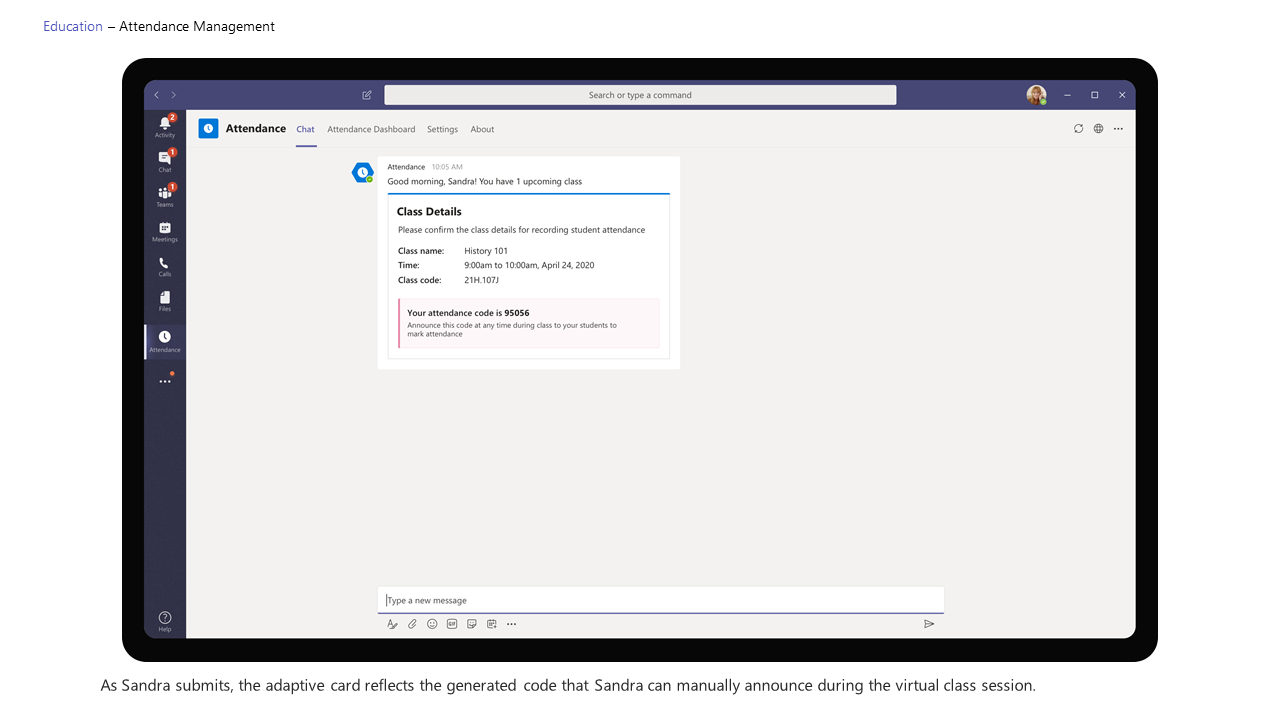 Education – Attendance Management
Search or type a command
2
Activity
1
Chat
1
Teams
Meetings
Calls
Files
Attendance
Help
Attendance Chat Attendance Dashboard Settings About
Attendance 10:05 AM
Good morning, Sandra! You have 1 upcoming class
Class Details
Please confirm the class details for recording student attendance
Class name: History 101
Time: 9:00am to 10:00am, April 24, 2020
Class code: 21H.107J
Your attendance code is 95056
Announce this code at any time during class to your students to
mark attendance
Type a new message
GIF
As Sandra submits, the adaptive card reflects the generated code that Sandra can manually announce during the virtual class session.